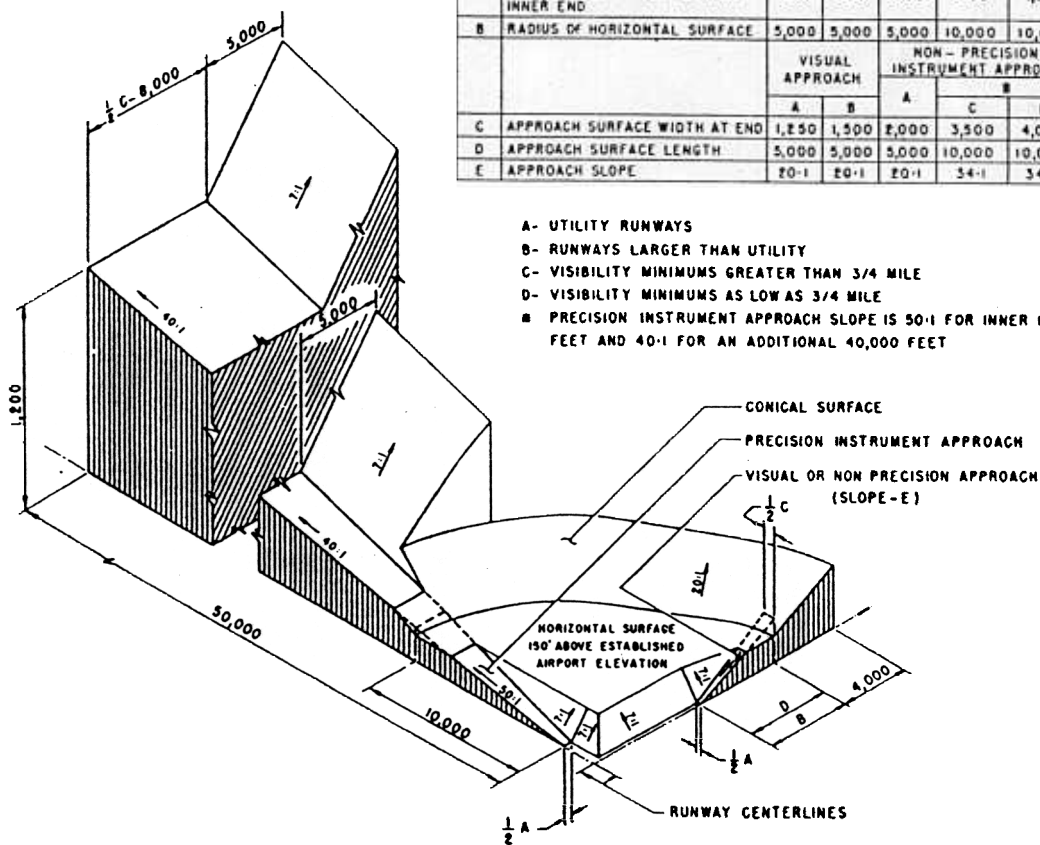 INNER END
B RADIUS OF HORIZONTAL SURFACE 5,000 5,000 5,000 10,000
VISUAL APPROACH
NON - PRECISION
INSTRUMENT
A B A B
C
C APPROACH SURFACE WIDTH AT END 1,250 1,500 2,000 3,500
D APPROACH SURFACE LENGTH 5,000 5,000 5,000 10,000
E APPROACH SLOPE 20:1 20:1 20:1 34:1
A- UTILITY RUNWAYS
B- RUNWAYS LARGER THAN UTILITY
C- VISIBILITY MINIMUMS GREATER THAN 3/4 MILE
D- VISIBILITY MINIMUMS AS LOW AS 3/4 MILE
PRECISION INSTRUMENT APPROACH SLOPE IS 50:1 FOR INNER
FEET AND 40:1 FOR AN ADDITIONAL 40,000 FEET
5,000
½ C- 8,000
7:1
40:1
5,000
1,200
7:1
CONICAL SURFACE
PRECISION INSTRUMENT APPROACH
VISUAL OR NON PRECISION APPROACH
(SLOPE-E)
½ C
40:1
20:1
50,000
HORIZONTAL SURFACE
150' ABOVE ESTABLISHED
AIRPORT ELEVATION
50:1
7:1
7:1
7:1
7:1
10,000
4,000
D
B
½ A
RUNWAY CENTERLINES
½ A